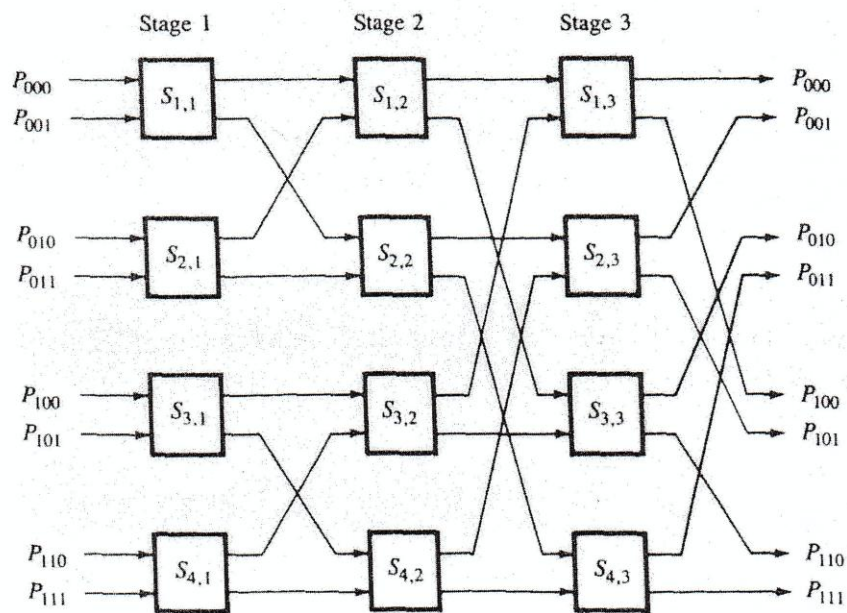 Stage 1 Stage 2 Stage 3
P000 S1,1 S1,2 S1,3 P000
P001 P001
P010 S2,1 S2,2 S2,3 P010
P011 P011
P100 S3,1 S3,2 S3,3 P100
P101 P101
P110 S4,1 S4,2 S4,3 P110
P111 P111